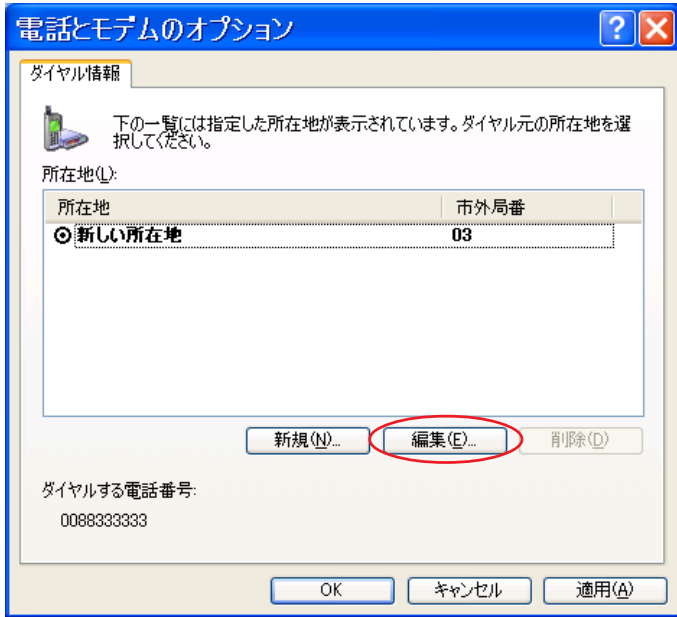 電話とモデムのオプション
ダイヤル情報
下の一覧には指定した所在地が表示されています。ダイヤル元の所在地を選
択してください。
所在地(L):
所在地 市外局番
新しい所在地 03
新規(N)... 編集(E)... 削除(D)
ダイヤルする電話番号:
0088333333
OK キャンセル 適用(A)